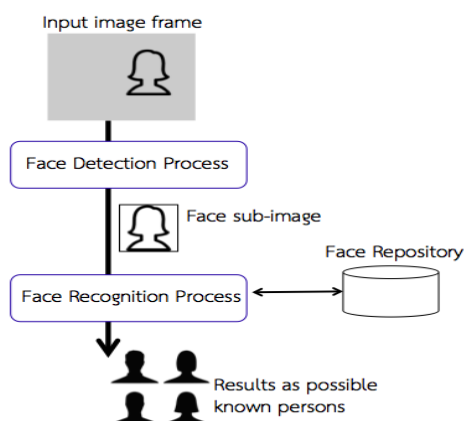 Input image frame
Face Detection Process
Face sub-image
Face Repository
Face Recognition Process
Results as possible
known persons